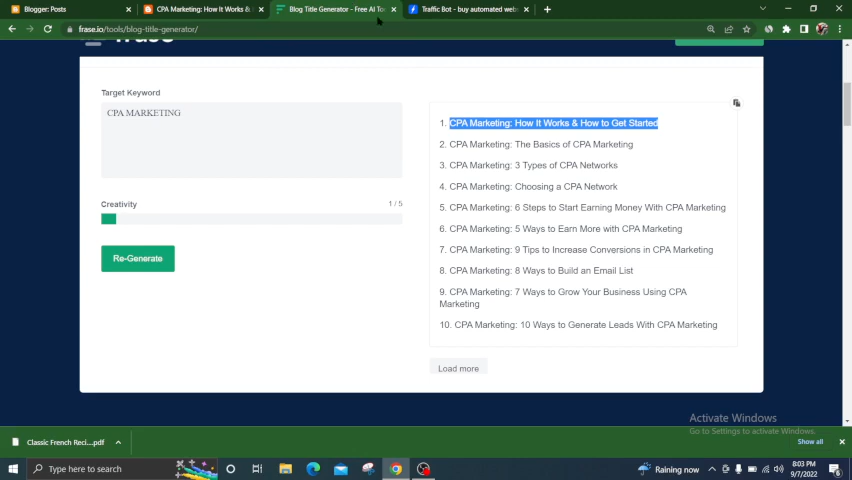 Blogger: Posts
CPA Marketing: How It Works &
Blog Title Generator - Free AI Too
Traffic Bot - buy automated web
frase.io/tools/blog-title-generator/
Target Keyword
CPA MARKETING
Creativity
1 / 5
Re-Generate
1. CPA Marketing: How It Works & How to Get Started
2. CPA Marketing: The Basics of CPA Marketing
3. CPA Marketing: 3 Types of CPA Networks
4. CPA Marketing: Choosing a CPA Network
5. CPA Marketing: 6 Steps to Start Earning Money With CPA Marketing
6. CPA Marketing: 5 Ways to Earn More with CPA Marketing
7. CPA Marketing: 9 Tips to Increase Conversions in CPA Marketing
8. CPA Marketing: 8 Ways to Build an Email List
9. CPA Marketing: 7 Ways to Grow Your Business Using CPA
Marketing
10. CPA Marketing: 10 Ways to Generate Leads With CPA Marketing
Load more
Activate Windows
Go to Settings to activate Windows.
Classic French Reci....pdf
Show all
Type here to search
Raining now
8:03 PM
9/7/2022
6